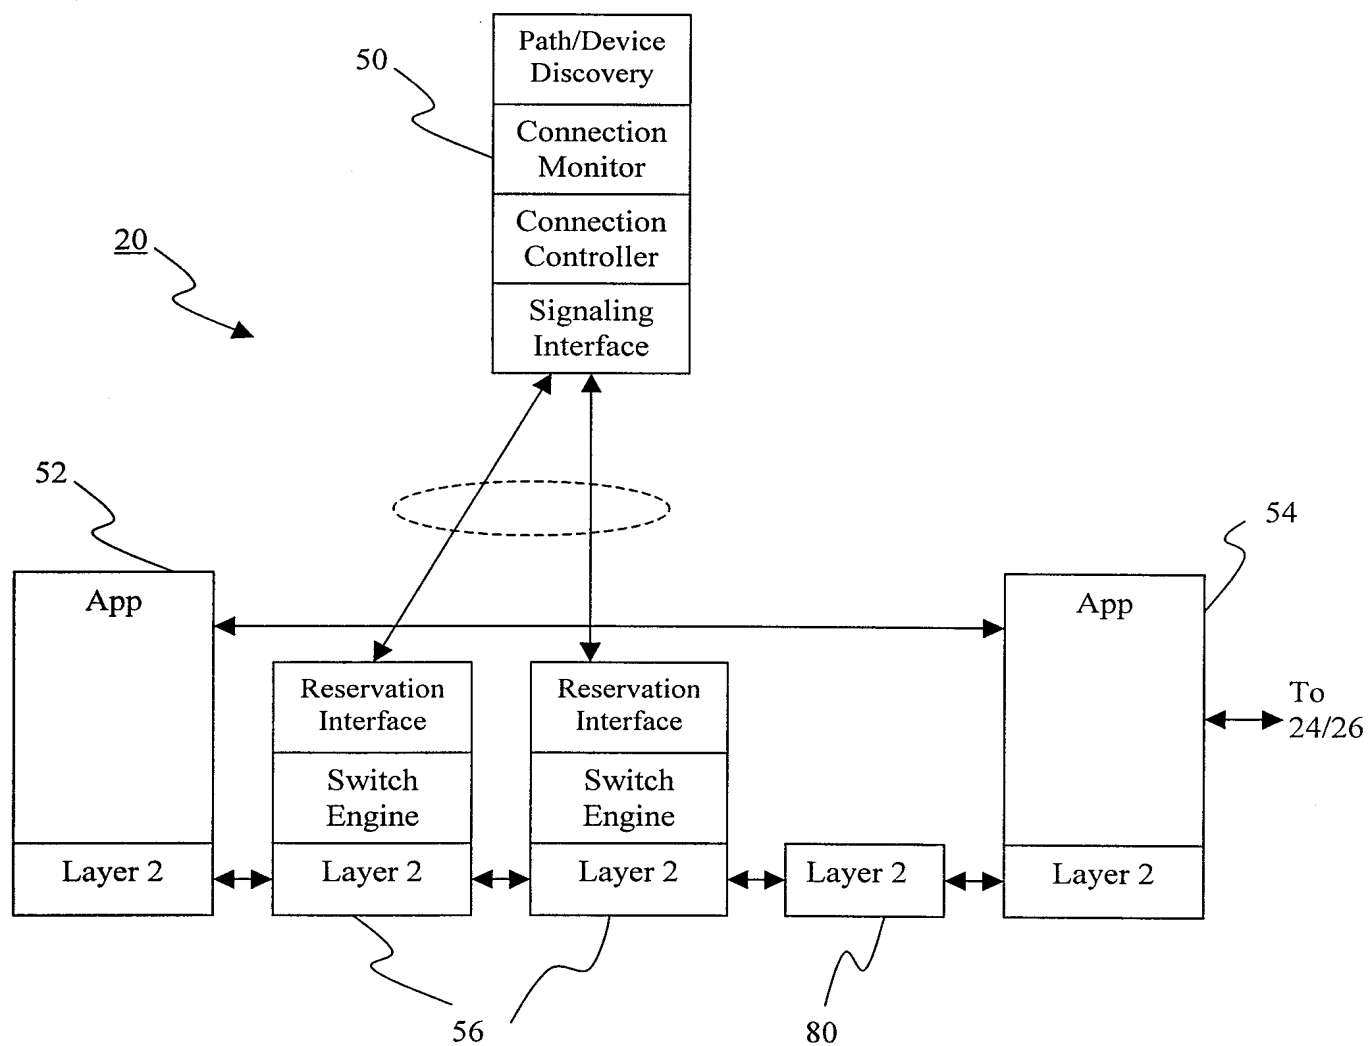 50
Path/Device
Discovery
Connection
Monitor
Connection
Controller
Signaling
Interface
20
52
54
App
App
Reservation
Interface
Reservation
Interface
To
24/26
Switch
Engine
Switch
Engine
Layer 2
Layer 2
Layer 2
Layer 2
Layer 2
56
80